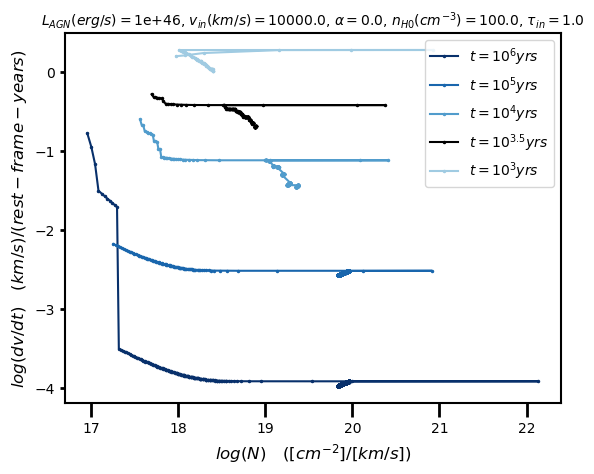 L_{AGN}(erg/s) = 1e+46, v_{in}(km/s) = 10000.0, α = 0.0, n_{H0}(cm^{-3}) = 100.0, τ_{in} = 1.0
t = 10^6 yrs
t = 10^5 yrs
t = 10^4 yrs
t = 10^{3.5} yrs
t = 10^3 yrs
log(dv/dt) (km/s)/(rest-frame-years)
0
−1
−2
−3
−4
17 18 19 20 21 22
log(N) ([cm^{-2}]/[km/s])